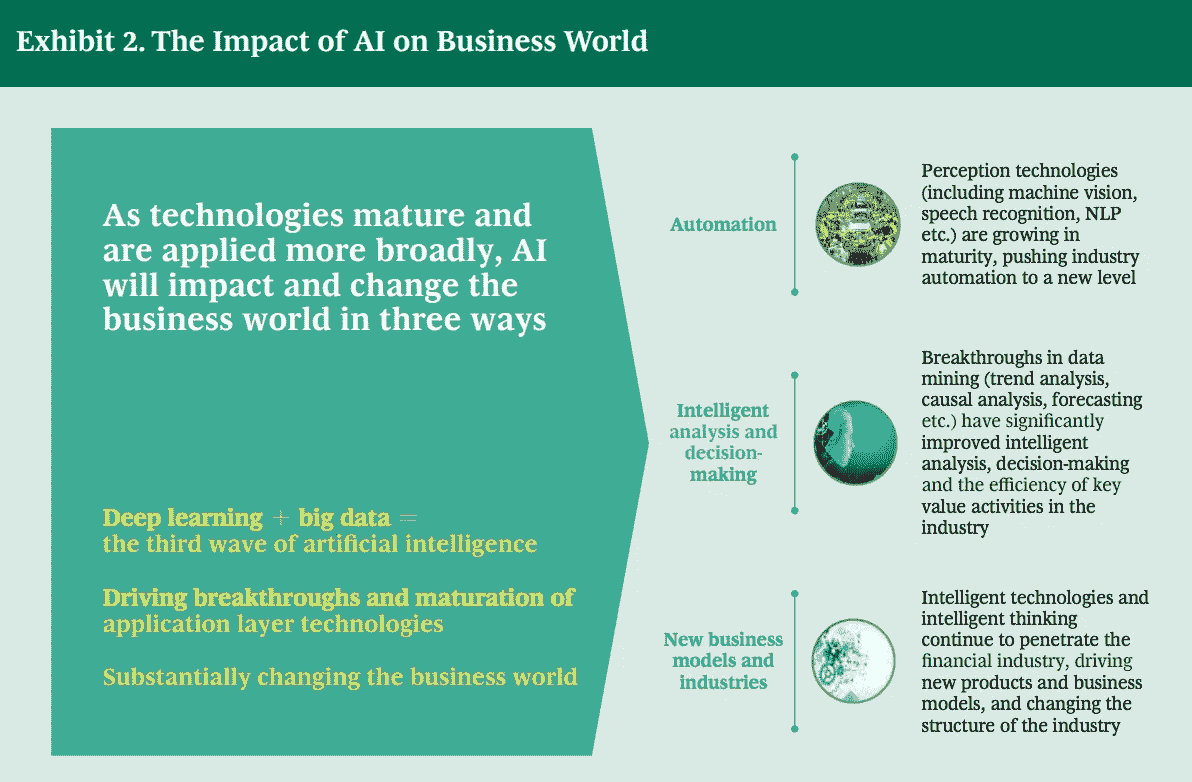 Exhibit 2. The Impact of AI on Business World
As technologies mature and
are applied more broadly, AI
will impact and change the
business world in three ways
Deep learning + big data =
the third wave of artificial intelligence
Driving breakthroughs and maturation of
application layer technologies
Substantially changing the business world
Automation
Perception technologies
(including machine vision,
speech recognition, NLP
etc.) are growing in
maturity, pushing industry
automation to a new level
Intelligent
analysis and
decision-
making
Breakthroughs in data
mining (trend analysis,
causal analysis, forecasting
etc.) have significantly
improved intelligent
analysis, decision-making
and the efficiency of key
value activities in the
industry
New business
models and
industries
Intelligent technologies and
intelligent thinking
continue to penetrate the
financial industry, driving
new products and business
models, and changing the
structure of the industry